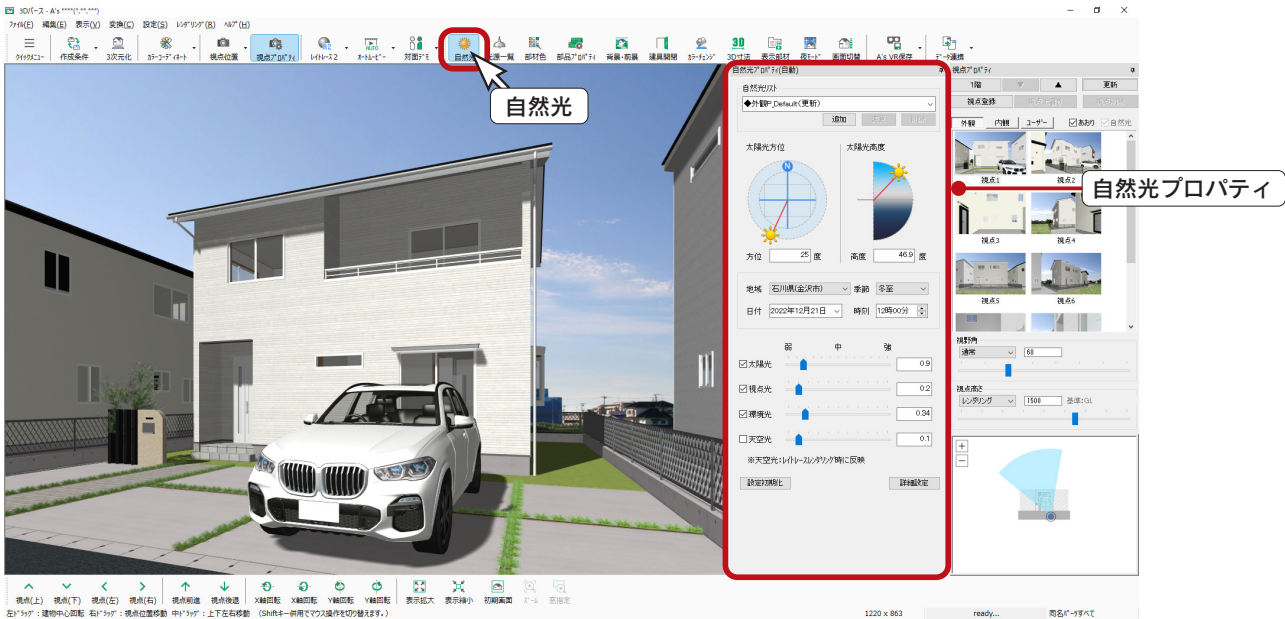 3Dパース - A's ****(*.**.***)
ファイル(F) 編集(E) 表示(V) 変換(C) 設定(S) レンダリング(R) ヘルプ(H)
クイックメニュー 作成条件 3次元化 カラーコーディネート 視点位置 視点プロパティ レイトレース2 オートムービー 対面デモ 自然光 光源一覧 部材色 部品プロパティ 背景・前景 建具開閉 カラーチェンジ 3D寸法 表示部材 夜モード 画面切替 A's VR保存 データ連携
自然光
自然光プロパティ(自動)
自然光リスト
◆外観P_Default(更新)
追加
太陽光方位 太陽光高度
N
方位 25 度 高度 46.9 度
地域 石川県(金沢市) 季節 冬至
日付 2022年12月21日 時刻 12時00分
弱 中 強
太陽光 0.9
視点光 0.2
環境光 0.34
天空光 0.1
※天空光:レイトレースレンダリング時に反映
設定初期化 詳細設定
視点プロパティ
1階 ▼ ▲ 更新
視点登録
外観 内観 ユーザー あおり 自然光
視点1 視点2
自然光プロパティ
視点3 視点4
視点5 視点6
視野角
通常 60
視点高さ
レンダリング 1500 基準:GL
+
−
視点(上) 視点(下) 視点(左) 視点(右) 視点前進 視点後退 X軸回転 X軸回転 Y軸回転 Y軸回転 表示拡大 表示縮小 初期画面 ズーム 窓指定
左ドラッグ:建物中心回転 右ドラッグ:視点位置移動 中ドラッグ:上下左右移動 (Shiftキー併用でマウス操作を切り替えます。)
1220 x 863 ready... 同名パーツすべて